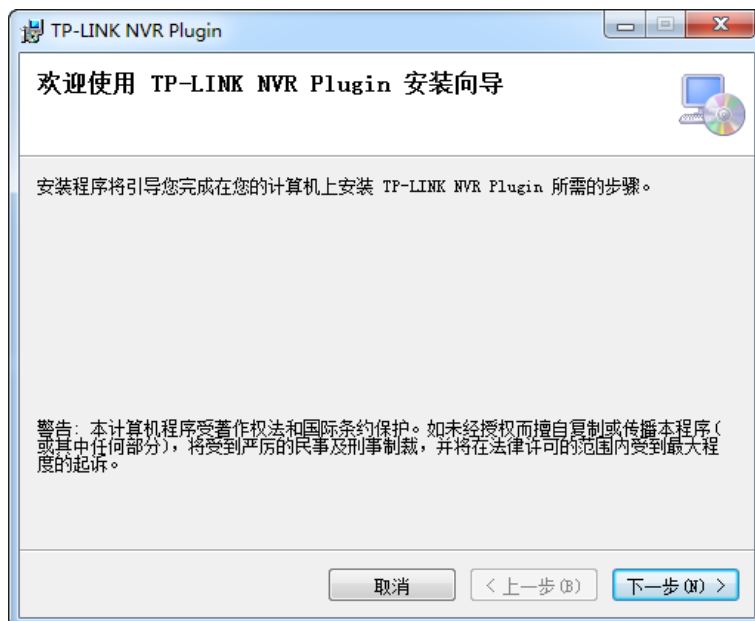 TP-LINK NVR Plugin
欢迎使用 TP-LINK NVR Plugin 安装向导
安装程序将引导您完成在您的计算机上安装 TP-LINK NVR Plugin 所需的步骤。
警告: 本计算机程序受著作权法和国际条约保护。如未经授权而擅自复制或传播本程序(
或其中任何部分)，将受到严厉的民事及刑事制裁，并将在法律许可的范围内受到最大程
度的起诉。
取消
< 上一步(B)
下一步(N) >